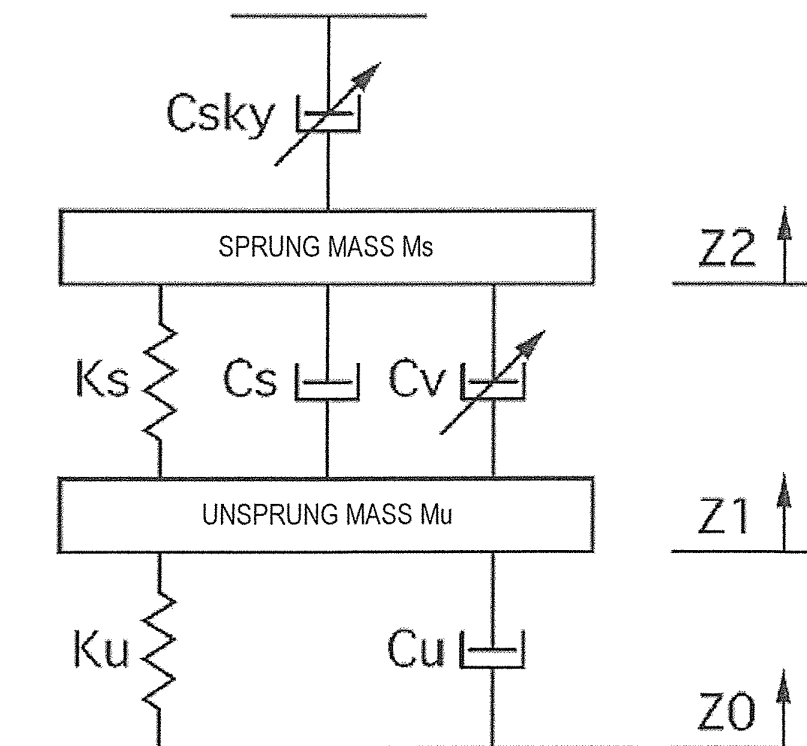 Csky
SPRUNG MASS Ms
Z2
Ks
Cs
Cv
UNSPRUNG MASS Mu
Z1
Ku
Cu
Z0